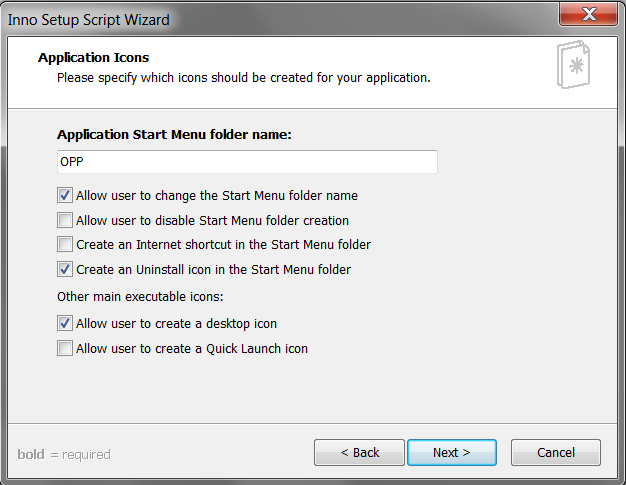 Inno Setup Script Wizard
Application Icons
Please specify which icons should be created for your application.
Application Start Menu folder name:
OPP
Allow user to change the Start Menu folder name
Allow user to disable Start Menu folder creation
Create an Internet shortcut in the Start Menu folder
Create an Uninstall icon in the Start Menu folder
Other main executable icons:
Allow user to create a desktop icon
Allow user to create a Quick Launch icon
bold = required
< Back
Next >
Cancel